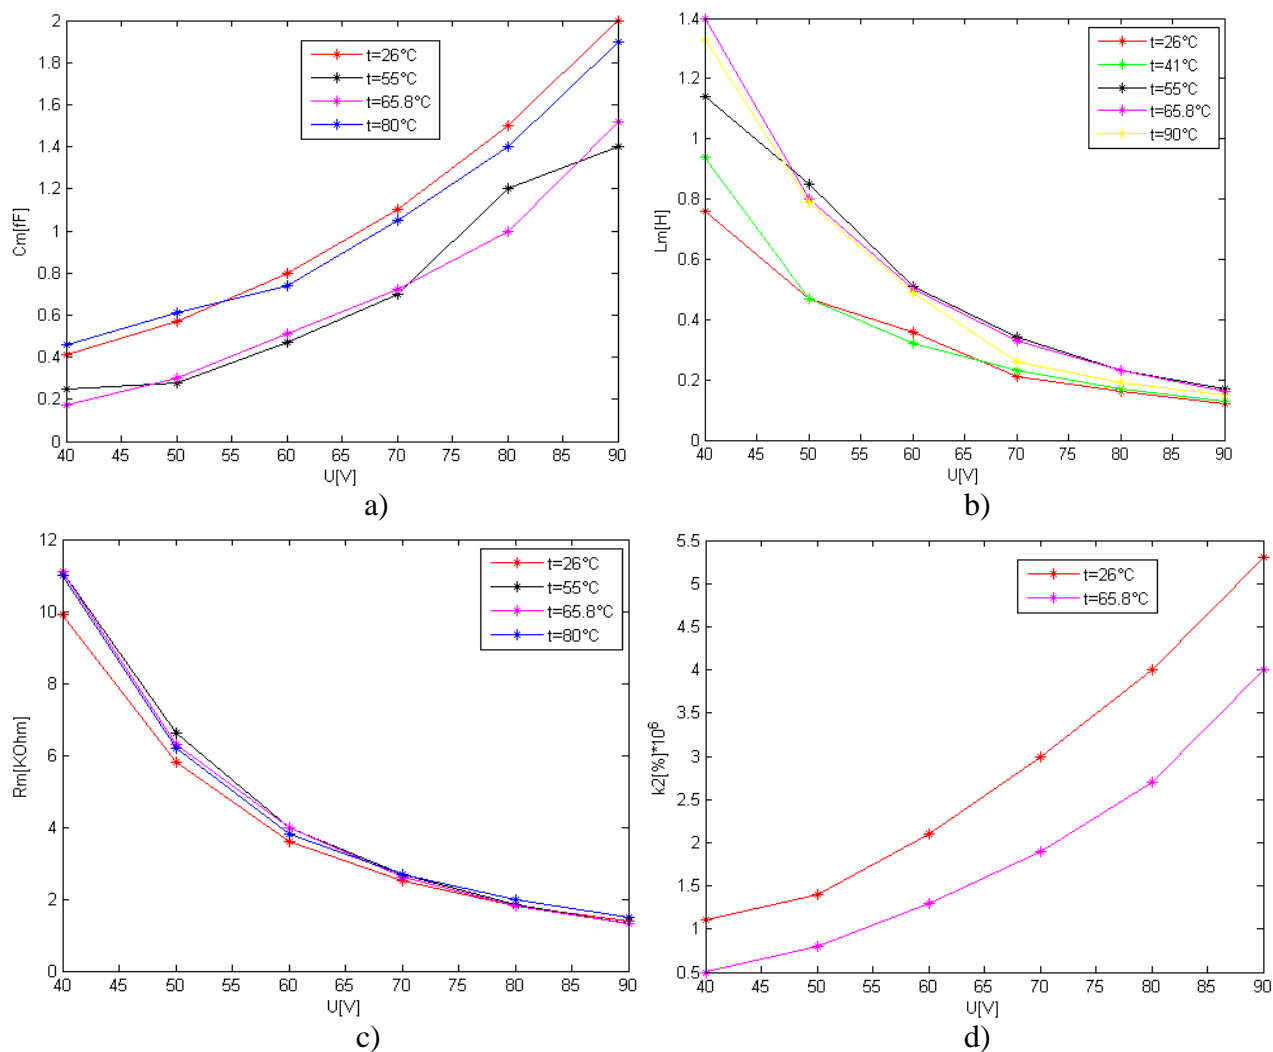 2
1.8
1.6
1.4
1.2
1
0.8
0.6
0.4
0.2
0
Cm[fF]
t=26°C
t=55°C
t=65.8°C
t=80°C
40 45 50 55 60 65 70 75 80 85 90
U[V]
a)
1.4
1.2
1
0.8
0.6
0.4
0.2
0
Lm[H]
t=26°C
t=41°C
t=55°C
t=65.8°C
t=90°C
40 45 50 55 60 65 70 75 80 85 90
U[V]
b)
12
10
8
6
4
2
0
Rm[KOhm]
t=26°C
t=55°C
t=65.8°C
t=80°C
40 45 50 55 60 65 70 75 80 85 90
U[V]
c)
5.5
5
4.5
4
3.5
3
2.5
2
1.5
1
0.5
k2[%]*10⁶
t=26°C
t=65.8°C
40 45 50 55 60 65 70 75 80 85 90
U[V]
d)